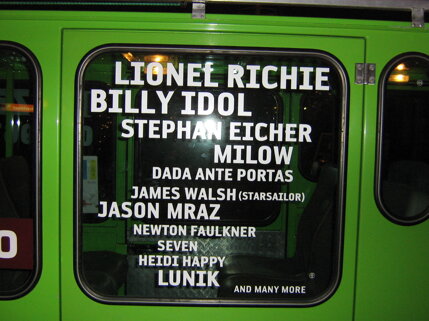 LIONEL RICHIE
BILLY IDOL
STEPHAN EICHER
MILOW
DADA ANTE PORTAS
JAMES WALSH (STARSAILOR)
JASON MRAZ
NEWTON FAULKNER
SEVEN
HEIDI HAPPY
LUNIK
AND MANY MORE
O